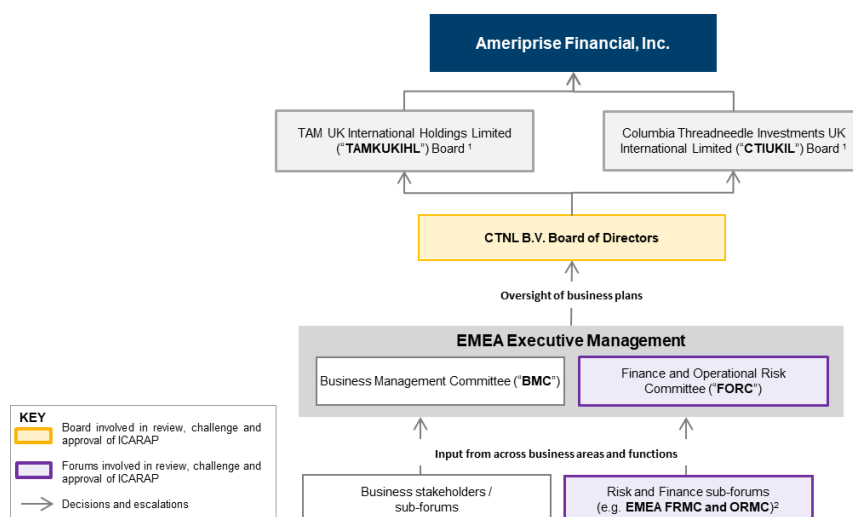 Ameriprise Financial, Inc.
TAM UK International Holdings Limited
("TAMKUKIHL") Board ¹
Columbia Threadneedle Investments UK
International Limited ("CTIUKIL") Board ¹
CTNL B.V. Board of Directors
Oversight of business plans
EMEA Executive Management
Business Management Committee ("BMC")
Finance and Operational Risk
Committee ("FORC")
Input from across business areas and functions
Business stakeholders /
sub-forums
Risk and Finance sub-forums
(e.g. EMEA FRMC and ORMC)²
KEY
Board involved in review, challenge and
approval of ICARAP
Forums involved in review, challenge and
approval of ICARAP
Decisions and escalations